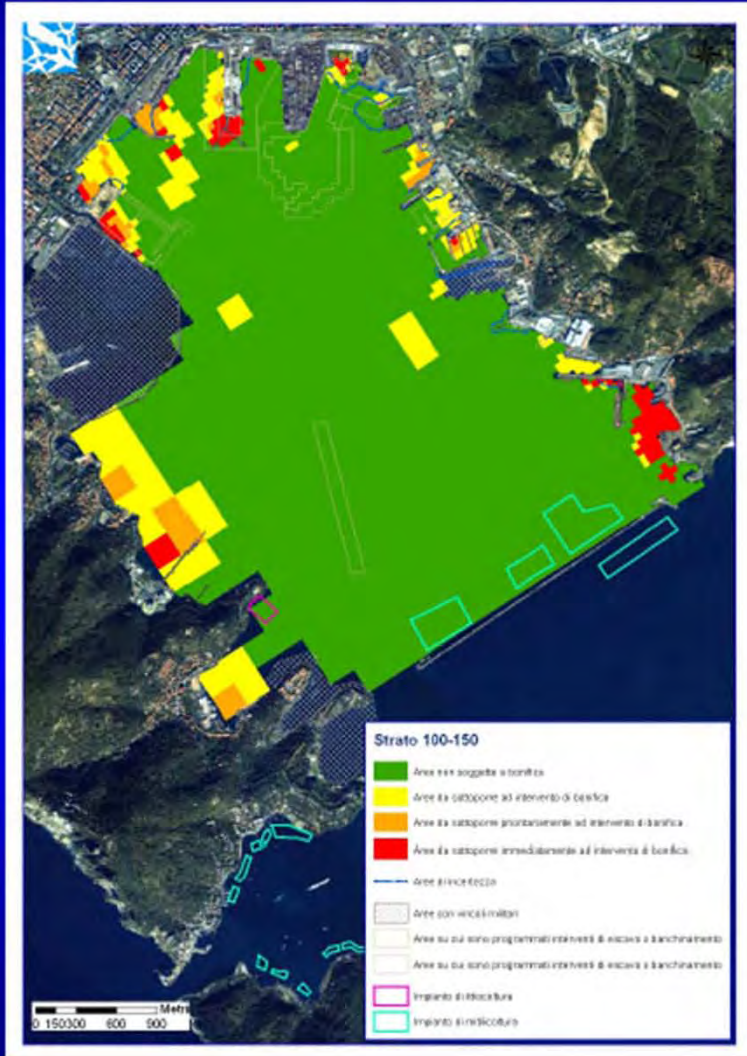 Strato 100-150
Aree non soggette a bonifica
Aree da sottoporre ad intervento di bonifica
Aree da sottoporre prioritariamente ad intervento di bonifica
Aree da sottoporre immediatamente ad intervento di bonifica
Aree di incertezza
Aree con vincoli militari
Aree su cui sono programmati interventi di escavo o banchinamento
Aree su cui sono programmati interventi di escavo o banchinamento
Impianto di ittiocoltura
Impianto di mitilicoltura
Metri
0 150300 600 900